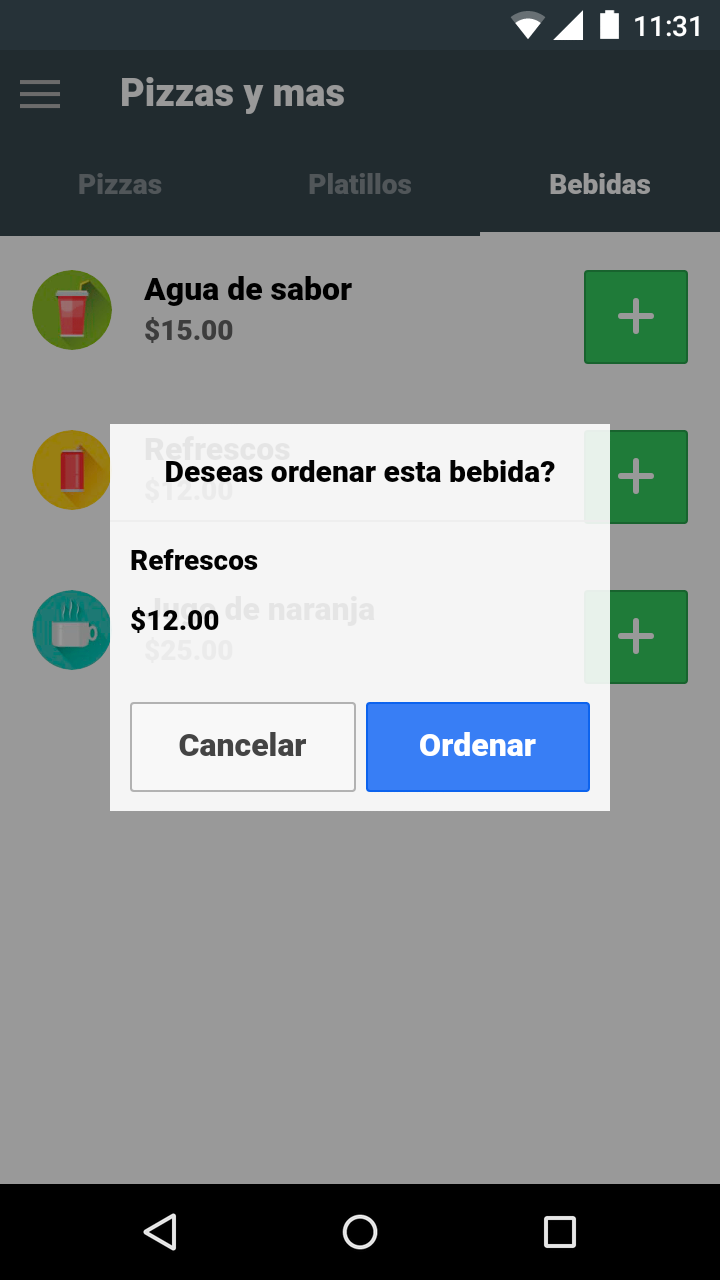 11:31
Pizzas y mas
Pizzas Platillos Bebidas
Agua de sabor
$15.00
Refrescos
$12.00
Deseas ordenar esta bebida?
Refrescos
$12.00
Jugo de naranja
$25.00
Cancelar Ordenar